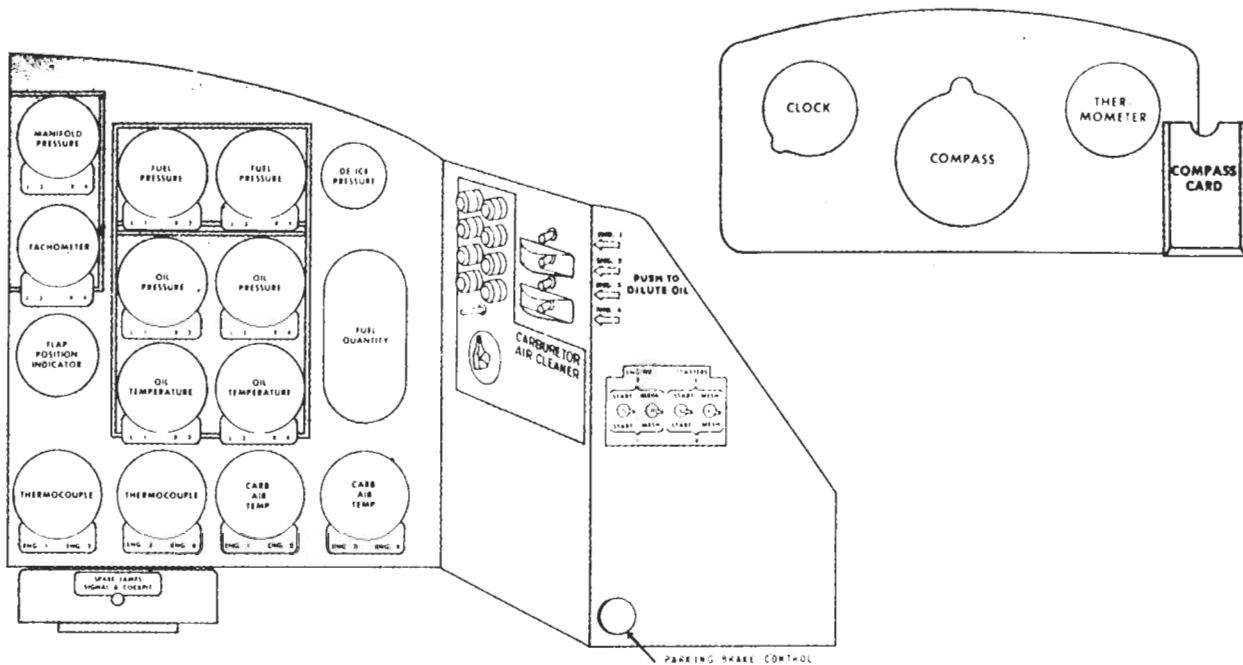 CLOCK
COMPASS
THER-
MOMETER
COMPASS
CARD
MANIFOLD
PRESSURE
FUEL
PRESSURE
FUEL
PRESSURE
DE ICE
PRESSURE
TACHOMETER
OIL
PRESSURE
OIL
PRESSURE
FUEL
QUANTITY
FLAP
POSITION
INDICATOR
OIL
TEMPERATURE
OIL
TEMPERATURE
CARBURETOR
AIR CLEANER
PUSH TO
DILUTE OIL
START
START MESH
START MESH
START MESH
THERMOCOUPLE
THERMOCOUPLE
CARB
AIR
TEMP
CARB
AIR
TEMP
ENG. 1
SPARE LAMPS
SIGNAL & COCKPIT
PARKING BRAKE CONTROL